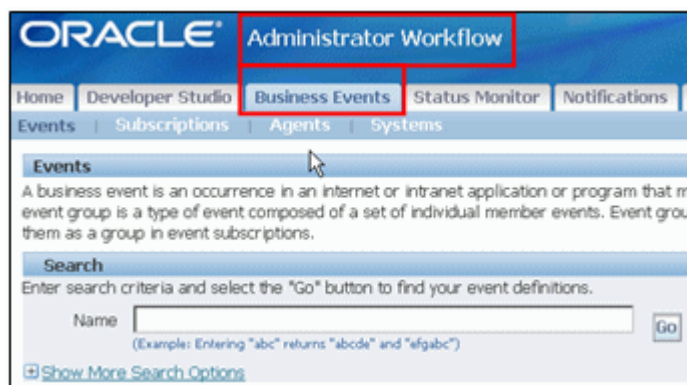 ORACLE® Administrator Workflow
Home Developer Studio Business Events Status Monitor Notifications
Events | Subscriptions | Agents | Systems
Events
A business event is an occurrence in an internet or intranet application or program that
event group is a type of event composed of a set of individual member events. Event
them as a group in event subscriptions.
Search
Enter search criteria and select the "Go" button to find your event definitions.
Name
Go
(Example: Entering "abc" returns "abcde" and "efgabc")
Show More Search Options